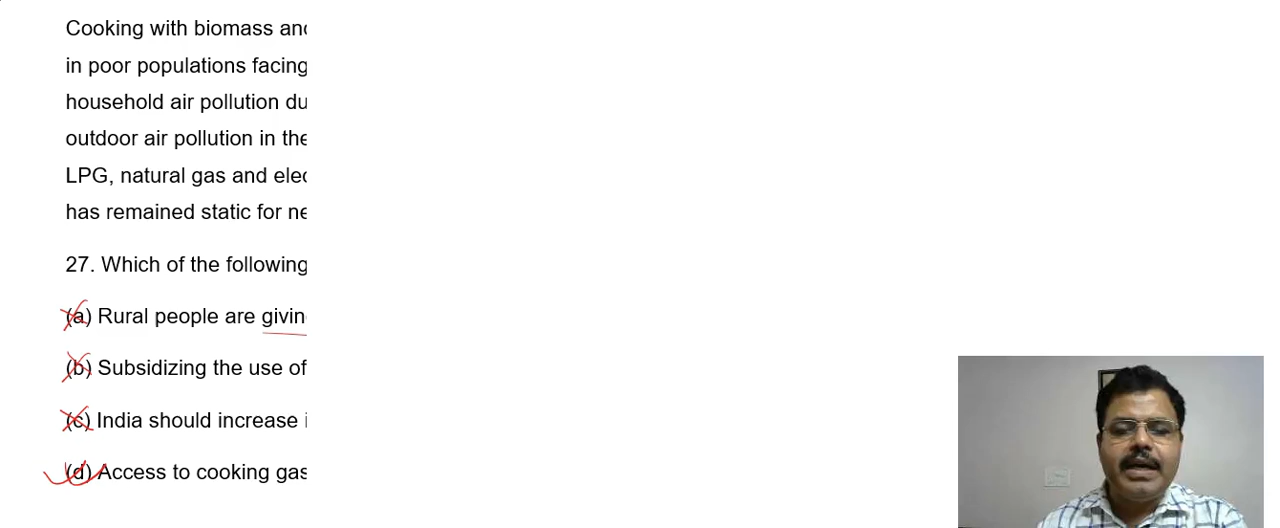 Cooking with biomass and
in poor populations facing
household air pollution du
outdoor air pollution in the
LPG, natural gas and elec
has remained static for ne
27. Which of the following
(a) Rural people are givin
(b) Subsidizing the use of
(c) India should increase i
(d) Access to cooking gas